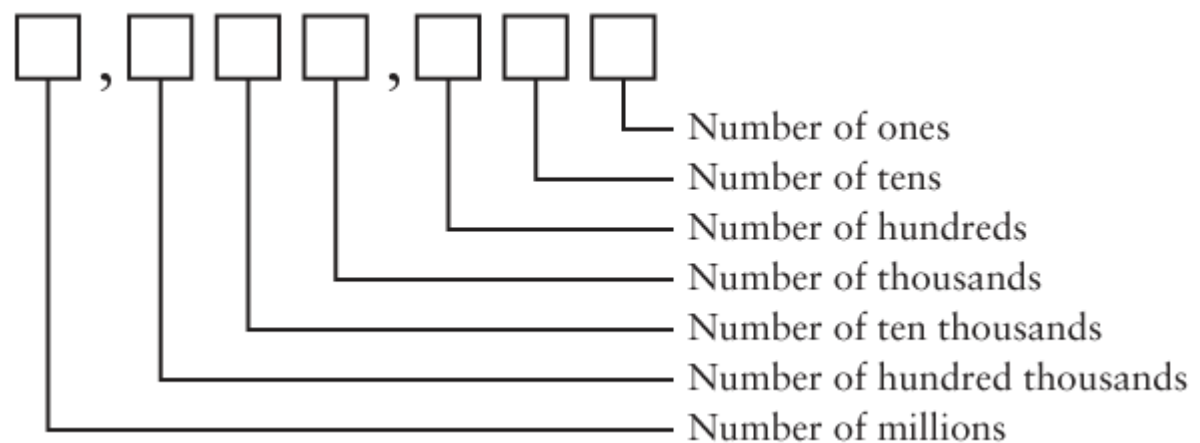 , ,
Number of ones
Number of tens
Number of hundreds
Number of thousands
Number of ten thousands
Number of hundred thousands
Number of millions